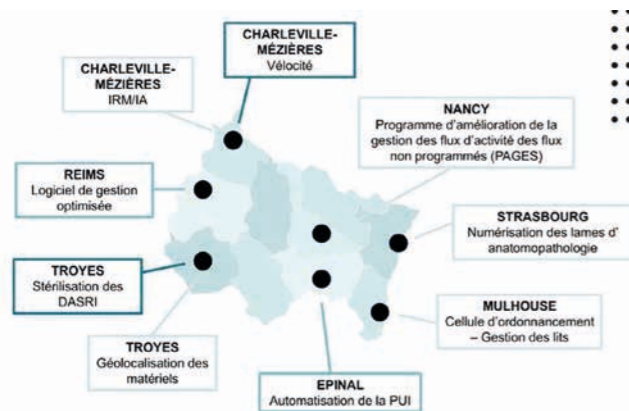 CHARLEVILLE-
MÉZIÈRES
Vélocité
CHARLEVILLE-
MÉZIÈRES
IRM/IA
NANCY
Programme d'amélioration de la
gestion des flux d'activité des flux
non programmés (PAGES)
REIMS
Logiciel de gestion
optimisée
STRASBOURG
Numérisation des lames d'
anatomopathologie
TROYES
Stérilisation des
DASRI
MULHOUSE
Cellule d'ordonnancement
– Gestion des lits
TROYES
Géolocalisation des
matériels
EPINAL
Automatisation de la PUI